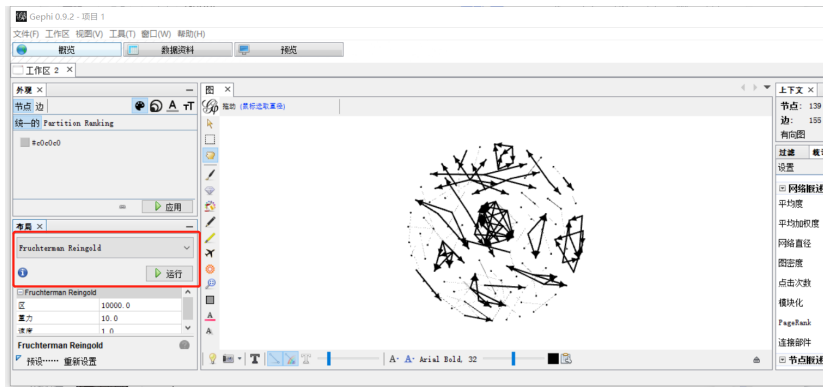 Gephi 0.9.2 - 项目 1
文件(F) 工作区 视图(V) 工具(T) 窗口(W) 帮助(H)
概览 数据资料 预览
工作区 2 ×
外观 ×
节点 边
统一的 Partition Ranking
#c0c0c0
应用
布局 ×
Fruchterman Reingold
运行
Fruchterman Reingold
区 10000.0
重力 10.0
速度 1.0
Fruchterman Reingold
预设…… 重新设置
图 ×
拖动 (鼠标选取直径)
Arial Bold, 32
上下文 ×
节点: 139
边: 155
有向图
过滤
设置
网络概述
平均度
平均加权度
网络直径
图密度
点击次数
模块化
PageRank
连接部件
节点概述